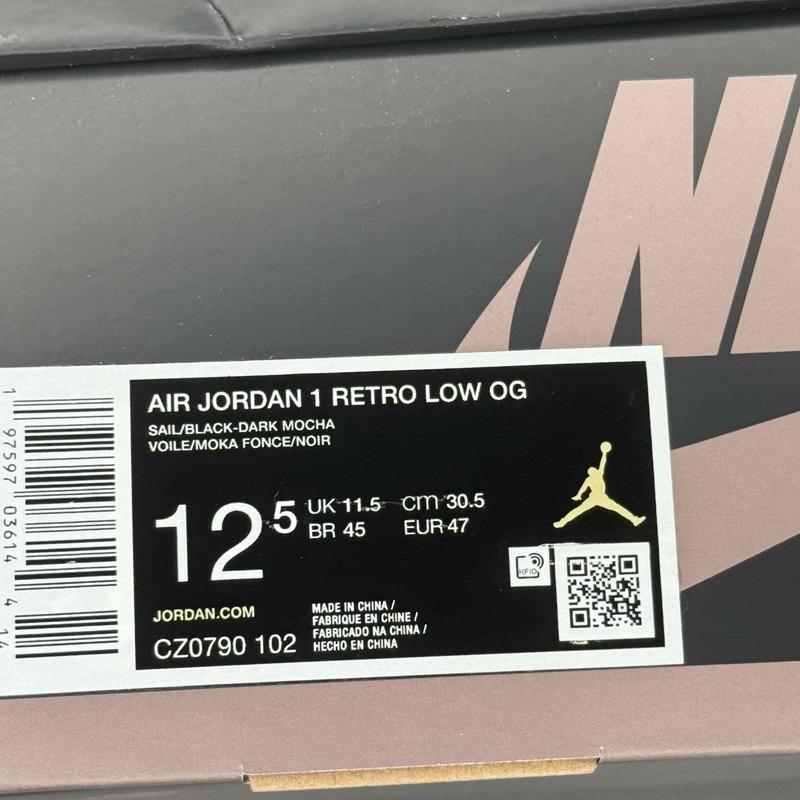 AIR JORDAN 1 RETRO LOW OG
SAIL/BLACK-DARK MOCHA
VOILE/MOKA FONCE/NOIR
12.5
UK 11.5 cm 30.5
BR 45 EUR 47
RFID
JORDAN.COM
CZ0790 102
MADE IN CHINA /
FABRIQUE EN CHINE /
FABRICADO NA CHINA /
HECHO EN CHINA
1 97597 03614 4 14